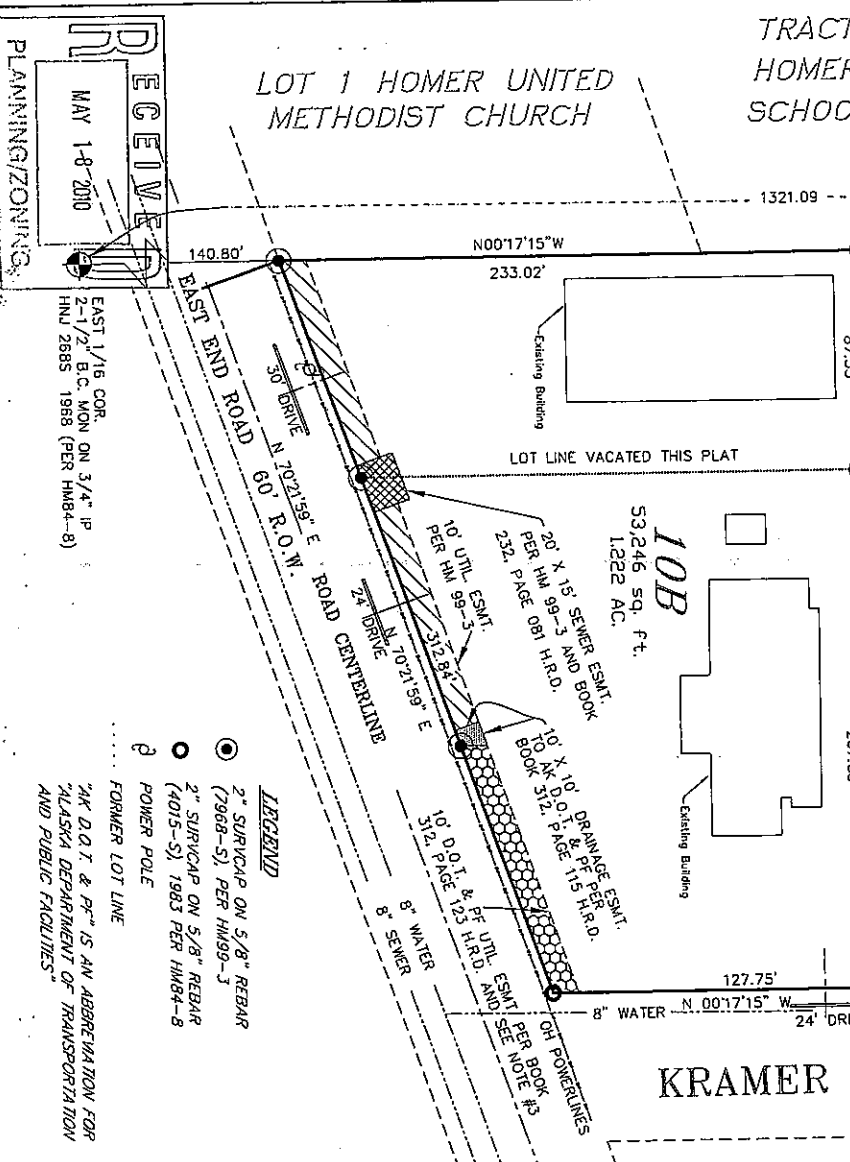 TRACT
HOMER
SCHOO
LOT 1 HOMER UNITED
METHODIST CHURCH
RECEIVED
MAY 18 2010
PLANNING/ZONING
1321.09
140.80'
N00°17'15"W
233.02'
Existing Building
EAST 1/16 COR.
2-1/2" B.C. MON ON 3/4" IP
HNJ 268S 1968 (PER HM84-8)
EAST END ROAD 60' R.O.W.
30' DRIVE
N 70°21'59" E
ROAD CENTERLINE
24' DRIVE
N 70°21'59" E
312.84'
LOT LINE VACATED THIS PLAT
10B
53,246 sq. ft.
1.222 AC.
20' X 15' SEWER ESMT.
PER HM 99-3 AND BOOK
232, PAGE 081 H.R.D.
10' UTIL. ESMT.
PER HM 99-3
10' X 10' DRAINAGE ESMT.
TO AK D.O.T. & PF PER
BOOK 312, PAGE 115 H.R.D.
10' D.O.T. & PF UTIL. ESMT PER BOOK
312, PAGE 123 H.R.D. AND SEE NOTE #3
Existing Building
OH POWERLINES
8" WATER
8" SEWER
127.75'
8" WATER
N 00°17'15" W
24' DRI
KRAMER
LEGEND
2" SURVCAP ON 5/8" REBAR
(7968-S) PER HM99-3
2" SURVCAP ON 5/8" REBAR
(4015-S), 1983 PER HM84-8
POWER POLE
FORMER LOT LINE
"AK D.O.T. & PF" IS AN ABBREVIATION FOR
"ALASKA DEPARTMENT OF TRANSPORTATION
AND PUBLIC FACILITIES"